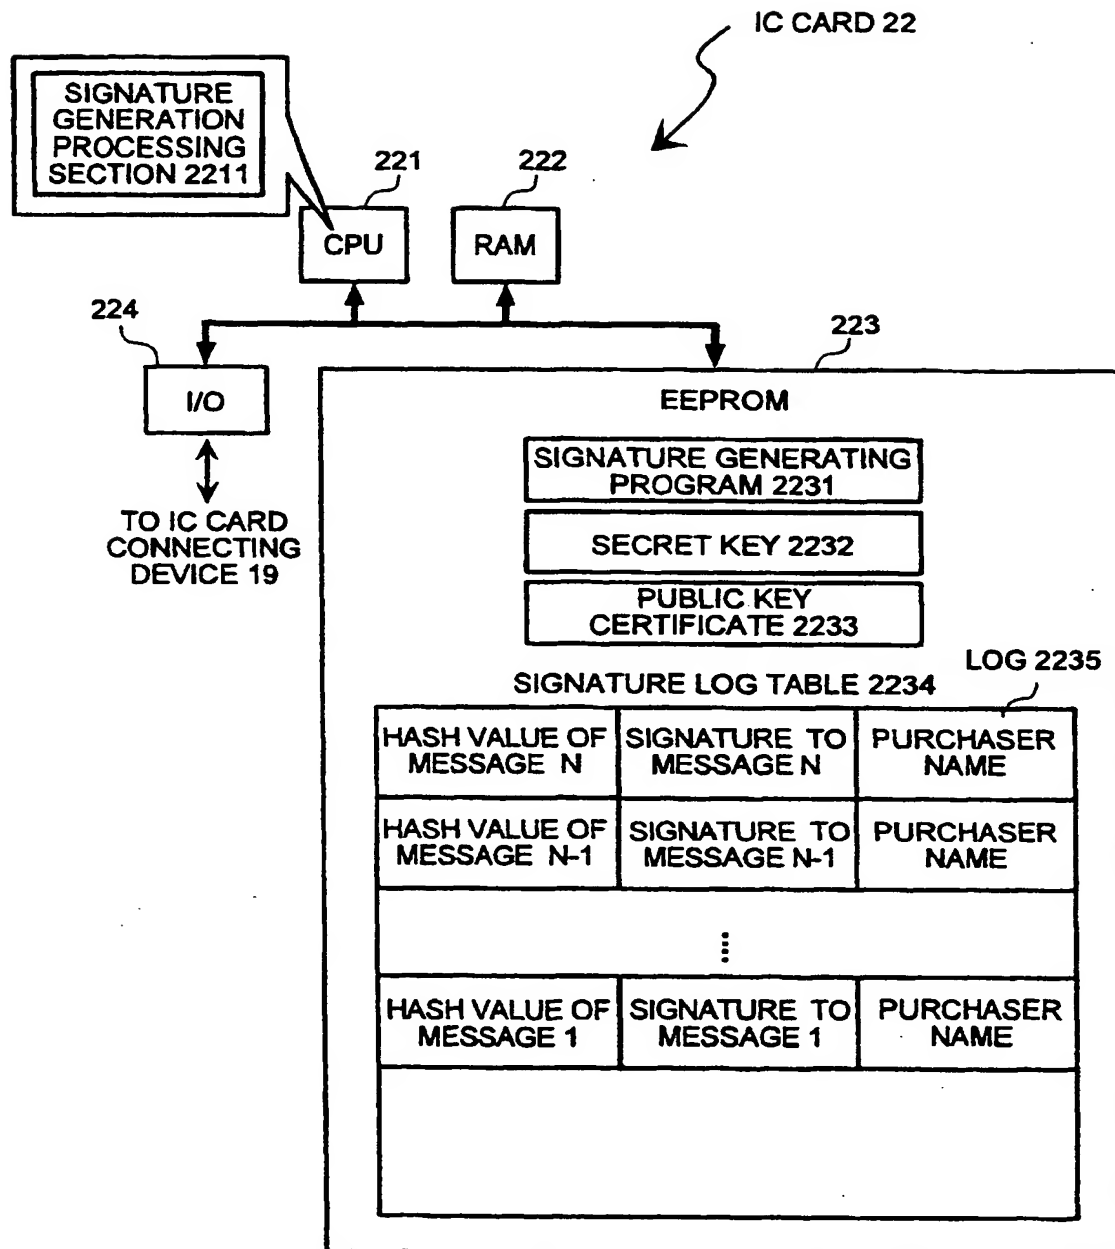 IC CARD 22
SIGNATURE
GENERATION
PROCESSING
SECTION 2211
221
222
CPU
RAM
224
223
I/O
EEPROM
SIGNATURE GENERATING
PROGRAM 2231
TO IC CARD
CONNECTING
DEVICE 19
SECRET KEY 2232
PUBLIC KEY
CERTIFICATE 2233
LOG 2235
SIGNATURE LOG TABLE 2234
HASH VALUE OF
MESSAGE N
SIGNATURE TO
MESSAGE N
PURCHASER
NAME
HASH VALUE OF
MESSAGE N-1
SIGNATURE TO
MESSAGE N-1
PURCHASER
NAME
HASH VALUE OF
MESSAGE 1
SIGNATURE TO
MESSAGE 1
PURCHASER
NAME